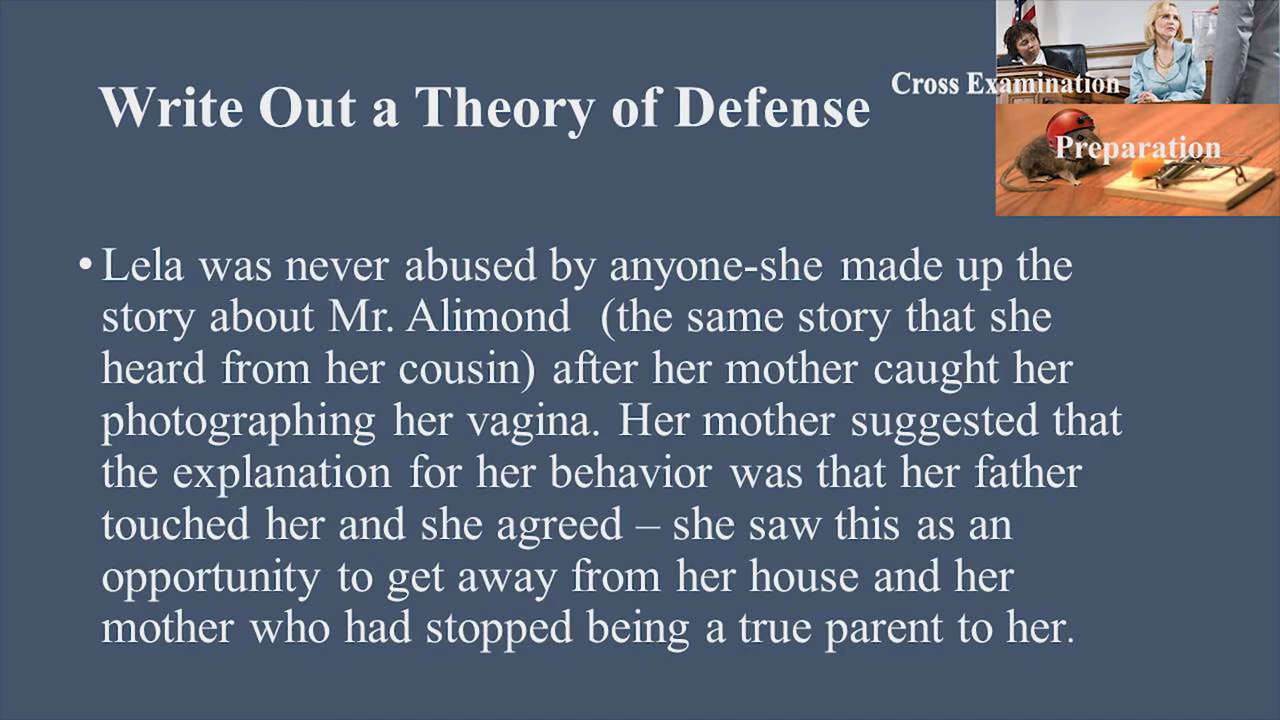 Write Out a Theory of Defense
Cross Examination
Preparation
• Lela was never abused by anyone-she made up the
story about Mr. Alimond (the same story that she
heard from her cousin) after her mother caught her
photographing her vagina. Her mother suggested that
the explanation for her behavior was that her father
touched her and she agreed – she saw this as an
opportunity to get away from her house and her
mother who had stopped being a true parent to her.